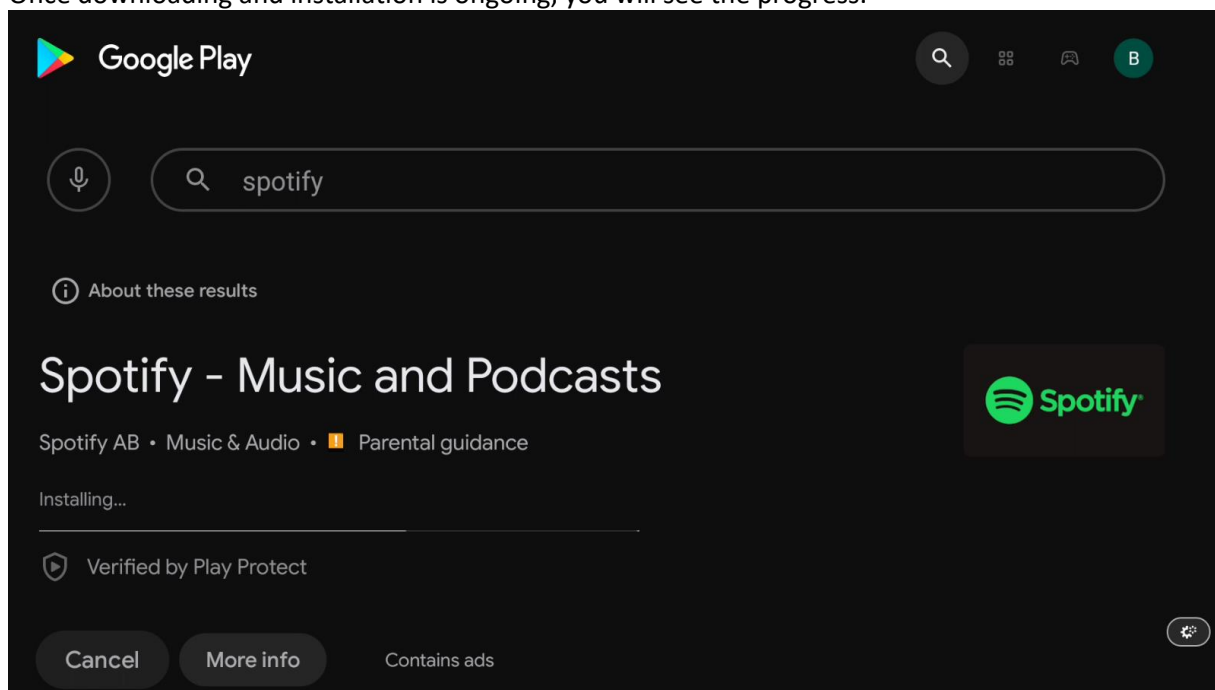 Once downloading and installation is ongoing, you will see the progress.
Google Play
B
spotify
About these results
Spotify - Music and Podcasts
Spotify
Spotify AB • Music & Audio • Parental guidance
Installing...
Verified by Play Protect
Cancel More info Contains ads